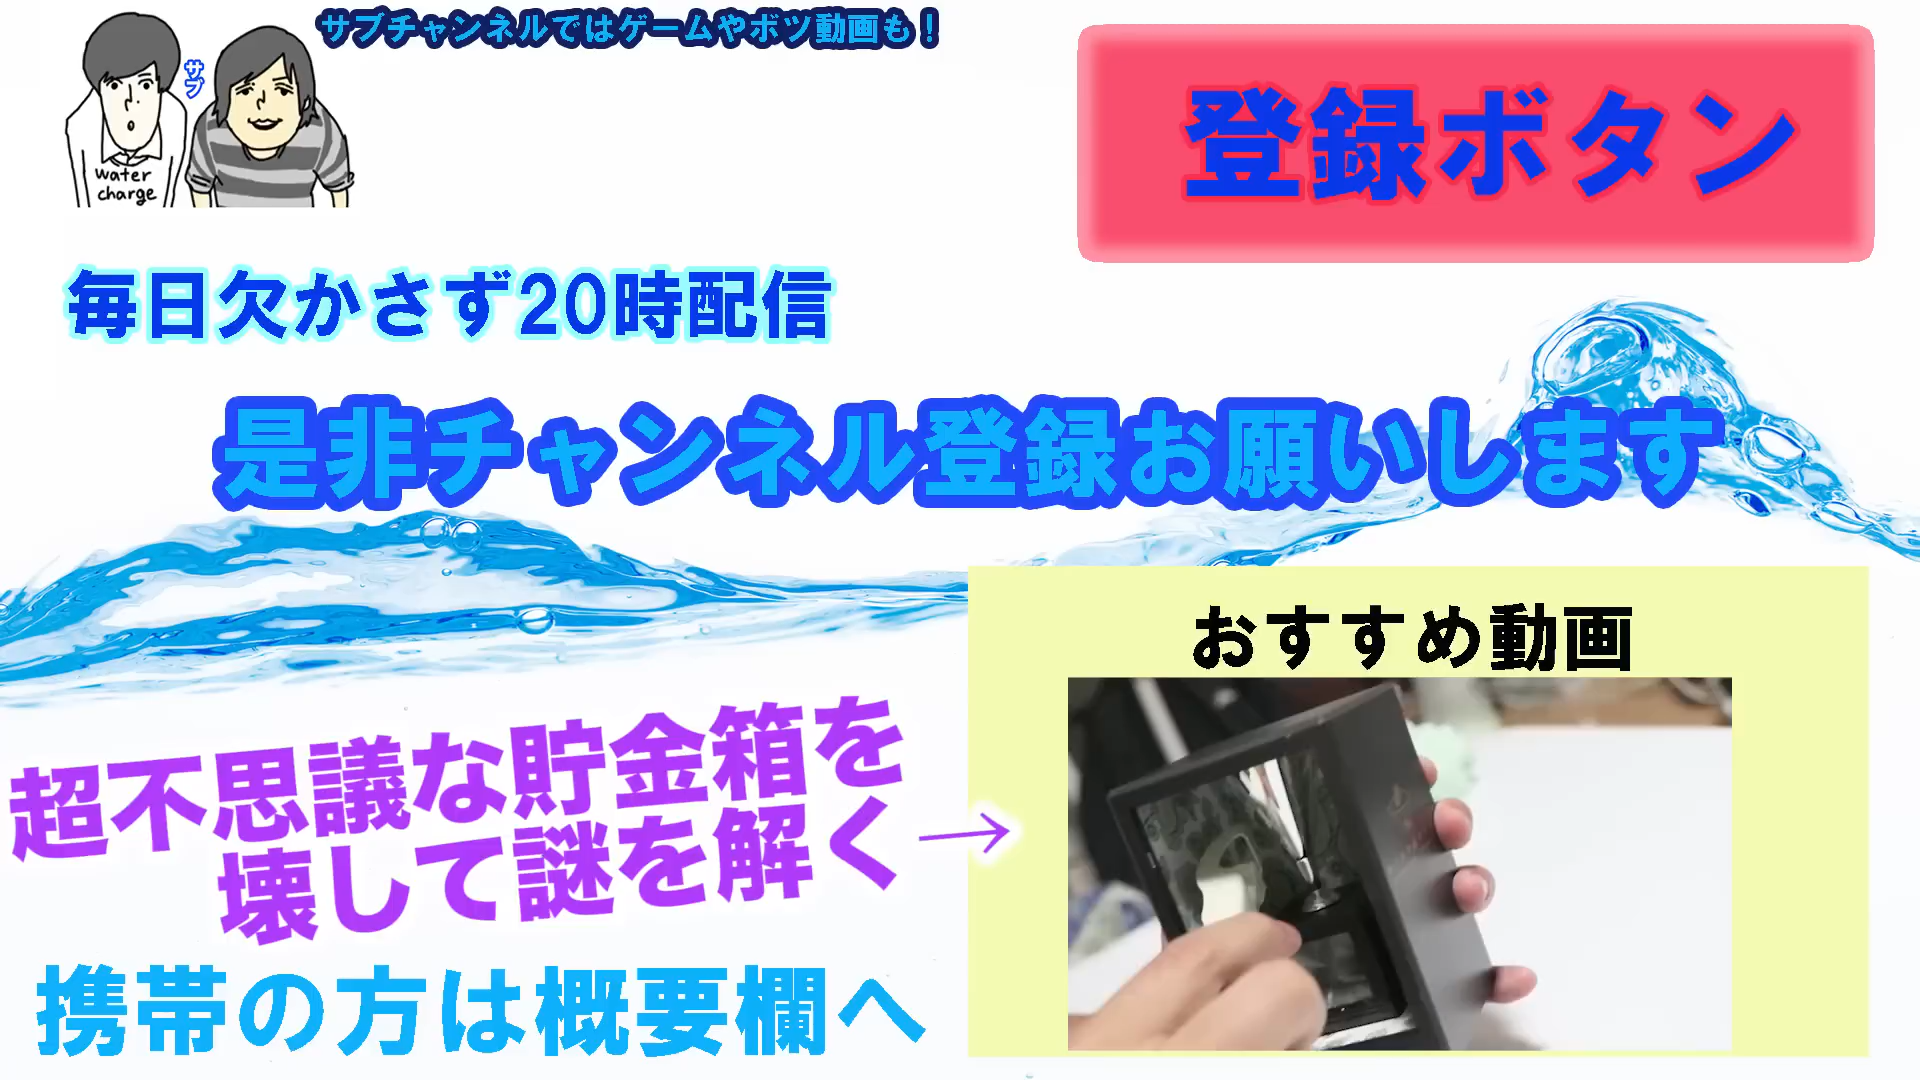 サブチャンネルではゲームやボツ動画も!
サブ
water
charge
登録ボタン
毎日欠かさず20時配信
是非チャンネル登録お願いします
おすすめ動画
超不思議な貯金箱を
壊して謎を解く→
携帯の方は概要欄へ